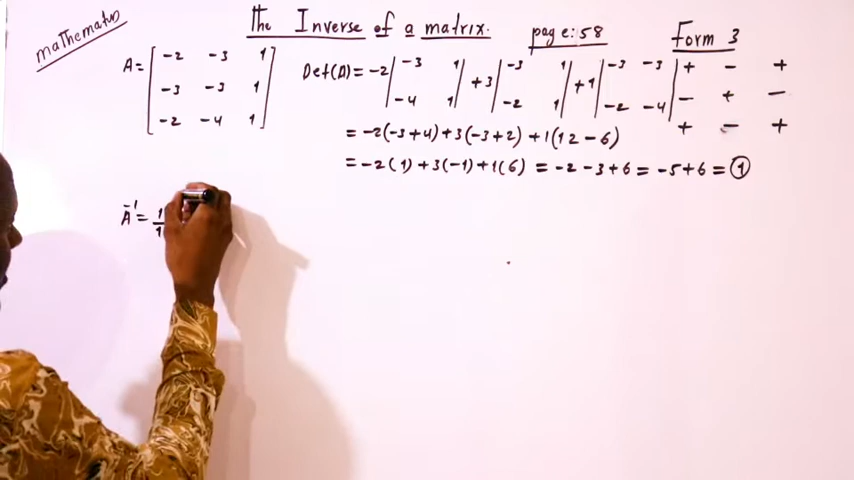 mathematics
The Inverse of a matrix. page: 58 Form 3
A = [ -2 -3 1 ] Det(A) = -2 | -3 1 | +3 | -3 1 | +1 | -3 -3 | + - +
[ -3 -3 1 ] | -4 1 | | -2 1 | | -2 -4 | - + -
[ -2 -4 1 ] + - +
= -2(-3+4) + 3(-3+2) + 1(12-6)
= -2(1) + 3(-1) + 1(6) = -2 - 3 + 6 = -5 + 6 = 1
A⁻¹ = 1/1